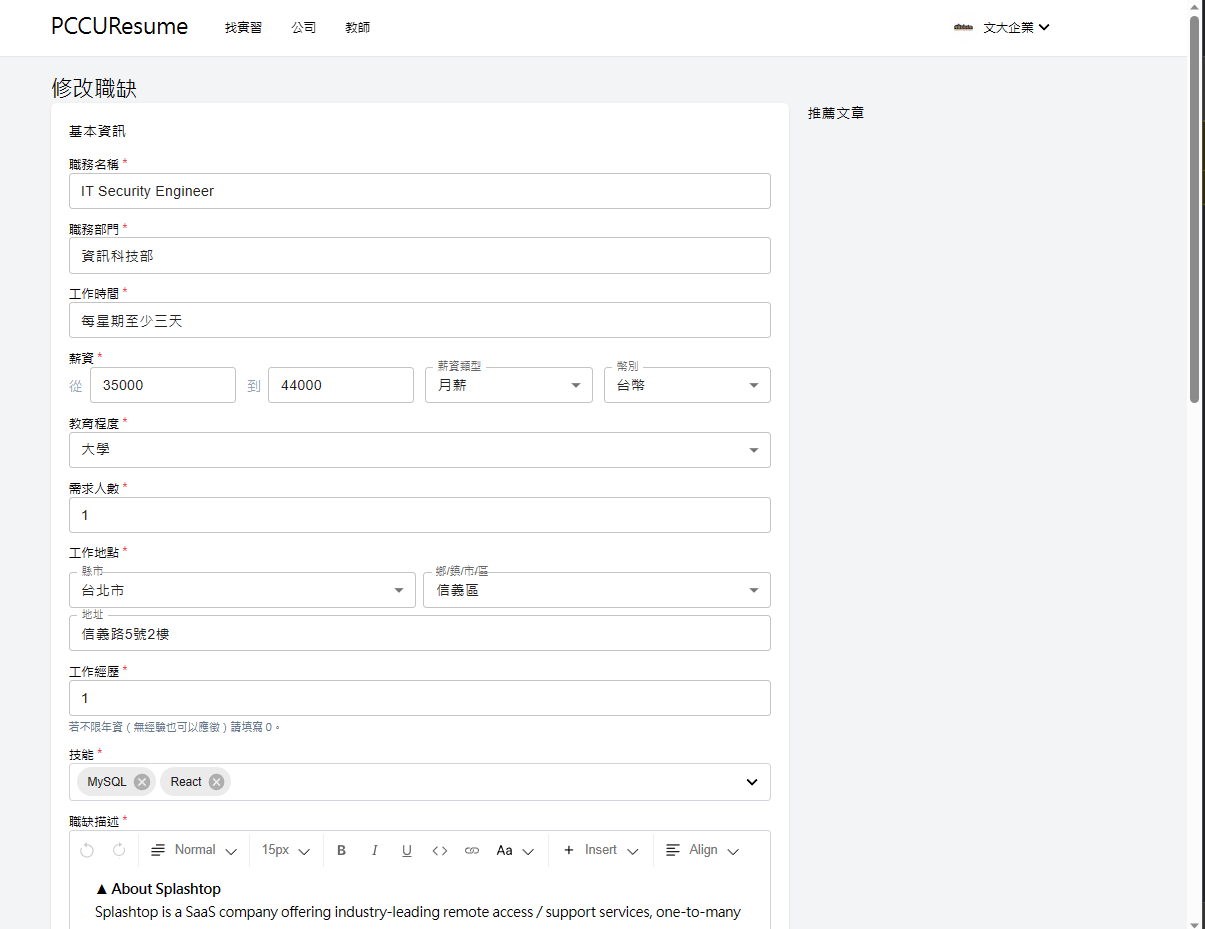 PCCUResume 找實習 公司 教師 文大企業
修改職缺
推薦文章
基本資訊
職務名稱 *
IT Security Engineer
職務部門 *
資訊科技部
工作時間 *
每星期至少三天
薪資 *
薪資類型 幣別
從 35000 到 44000 月薪 台幣
教育程度 *
大學
需求人數 *
1
工作地點 *
縣市 鄉/鎮/市/區
台北市 信義區
地址
信義路5號2樓
工作經歷 *
1
若不限年資 ( 無經驗也可以應徵 ) 請填寫 0。
技能 *
MySQL React
職缺描述 *
Normal 15px B I U Aa + Insert Align
▲ About Splashtop
Splashtop is a SaaS company offering industry-leading remote access / support services, one-to-many